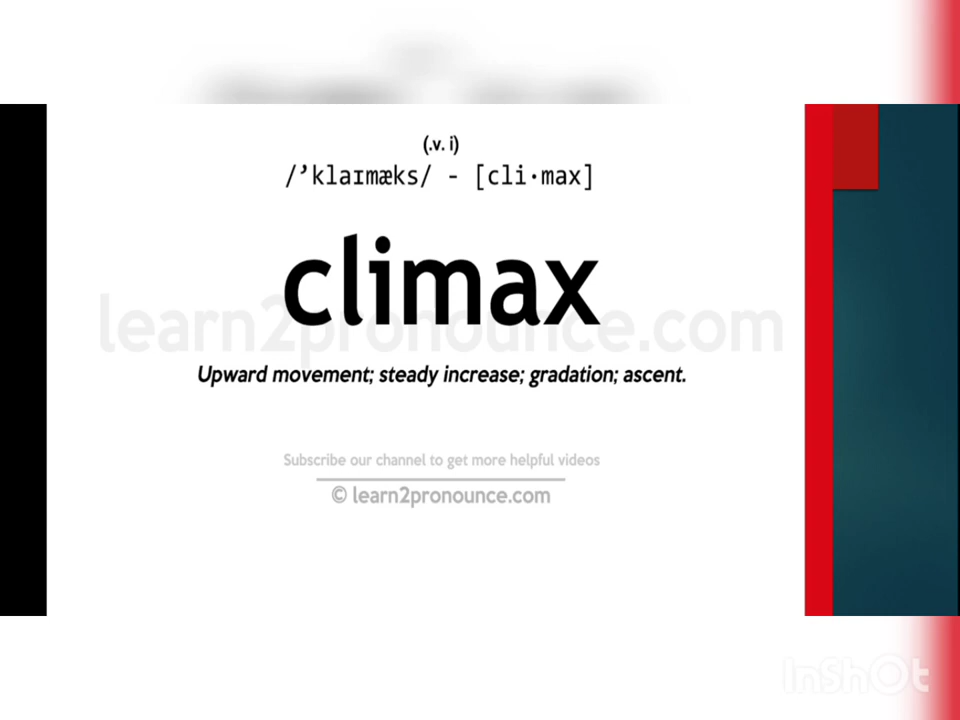 (.v. i)
/’klaɪmæks/ - [cli·max]
climax
learn2pronounce.com
Upward movement; steady increase; gradation; ascent.
Subscribe our channel to get more helpful videos
© learn2pronounce.com
InShOt